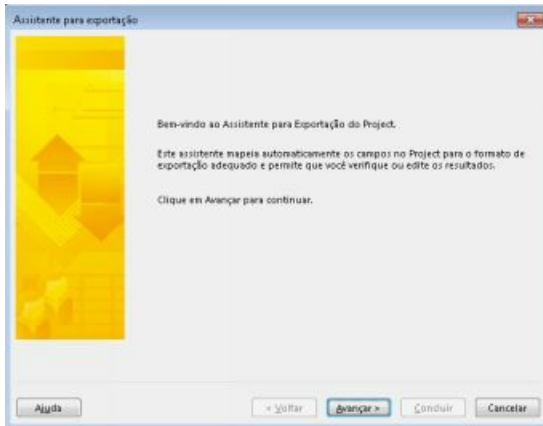 Assistente para exportação
Bem-vindo ao Assistente para Exportação do Project.
Este assistente mapeia automaticamente os campos no Project para o formato de
exportação adequado e permite que você verifique ou edite os resultados.
Clique em Avançar para continuar.
Ajuda
< Voltar
Avançar >
Concluir
Cancelar